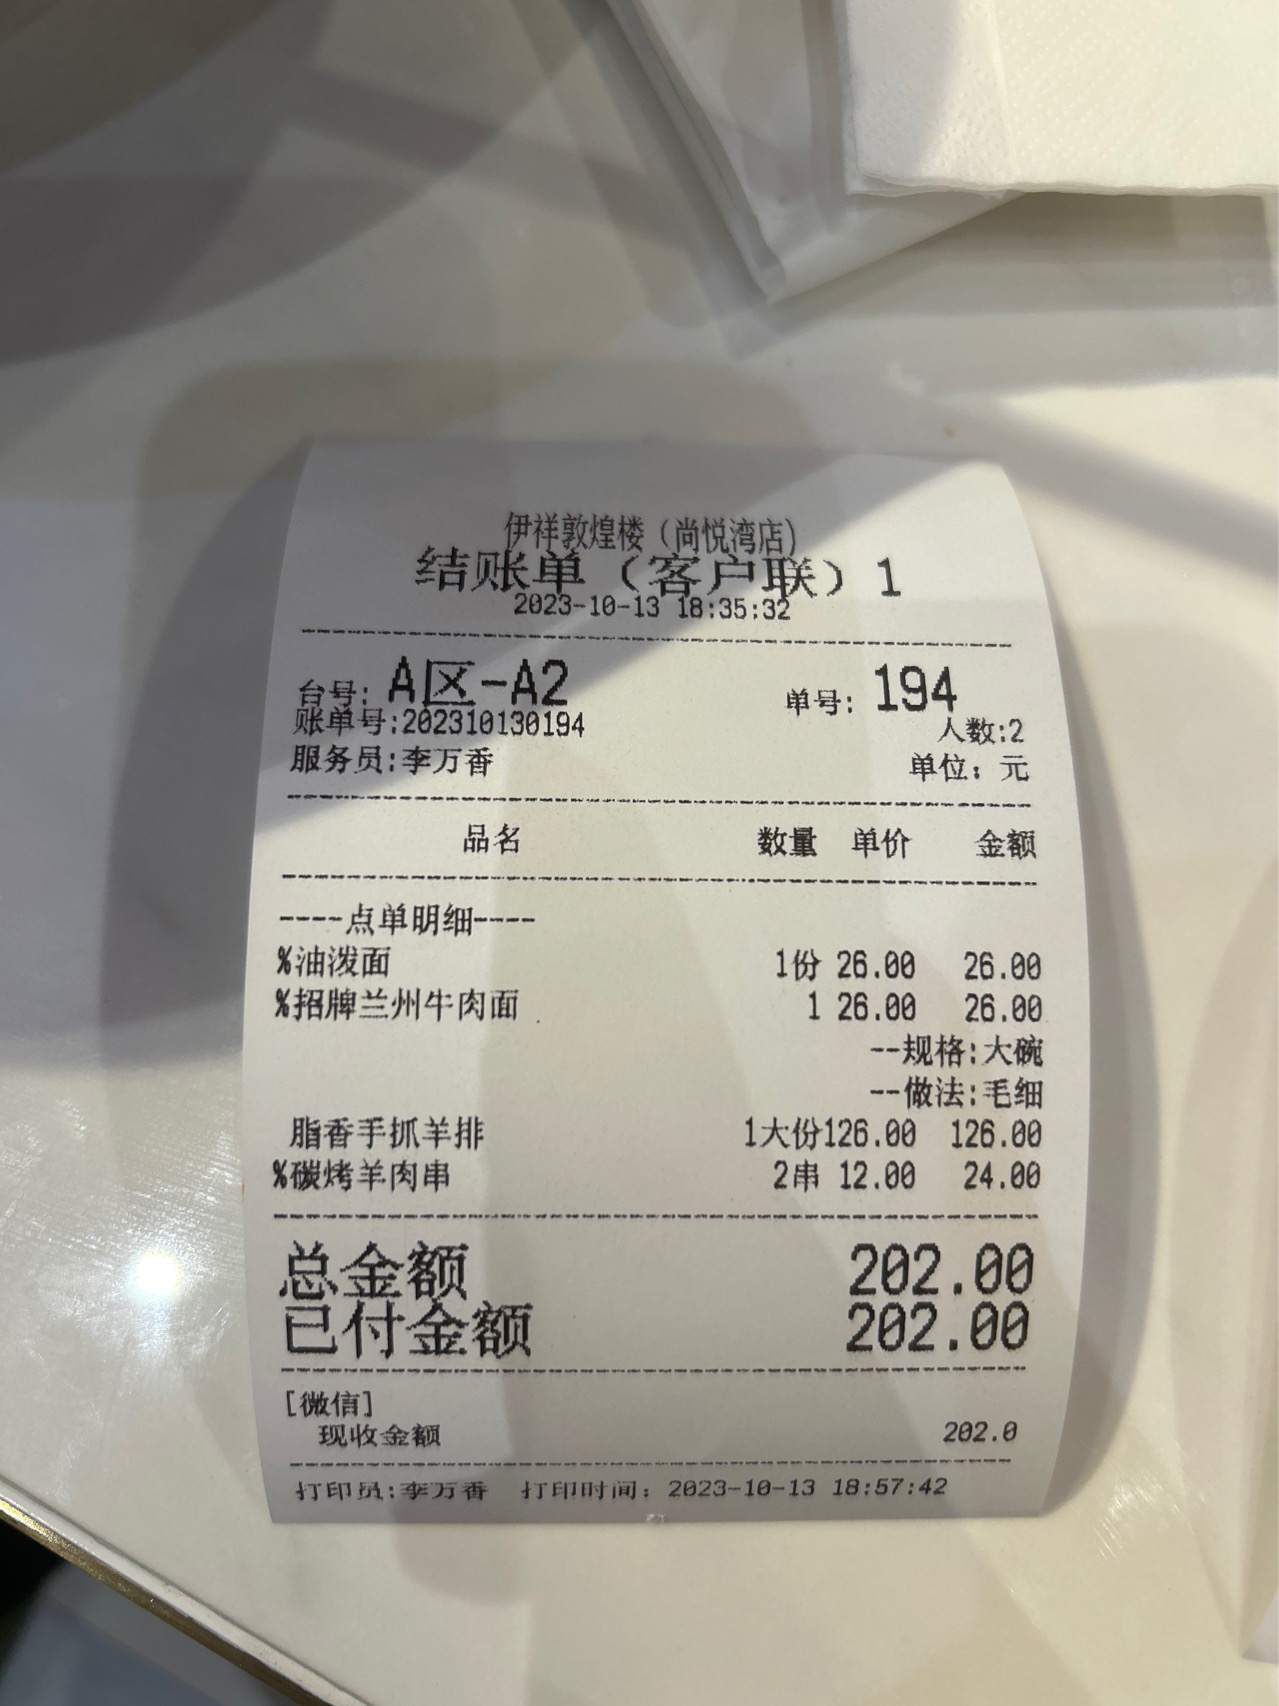 伊祥敦煌楼（尚悦湾店）
结账单（客户联）1
2023-10-13 18:35:32
台号: A区-A2 单号: 194
账单号:202310130194 人数:2
服务员:李万香 单位: 元
品名 数量 单价 金额
----点单明细----
%油泼面 1份 26.00 26.00
%招牌兰州牛肉面 1 26.00 26.00
--规格:大碗
--做法:毛细
脂香手抓羊排 1大份126.00 126.00
%碳烤羊肉串 2串 12.00 24.00
总金额 202.00
已付金额 202.00
[微信]
现收金额 202.0
打印员:李万香 打印时间: 2023-10-13 18:57:42